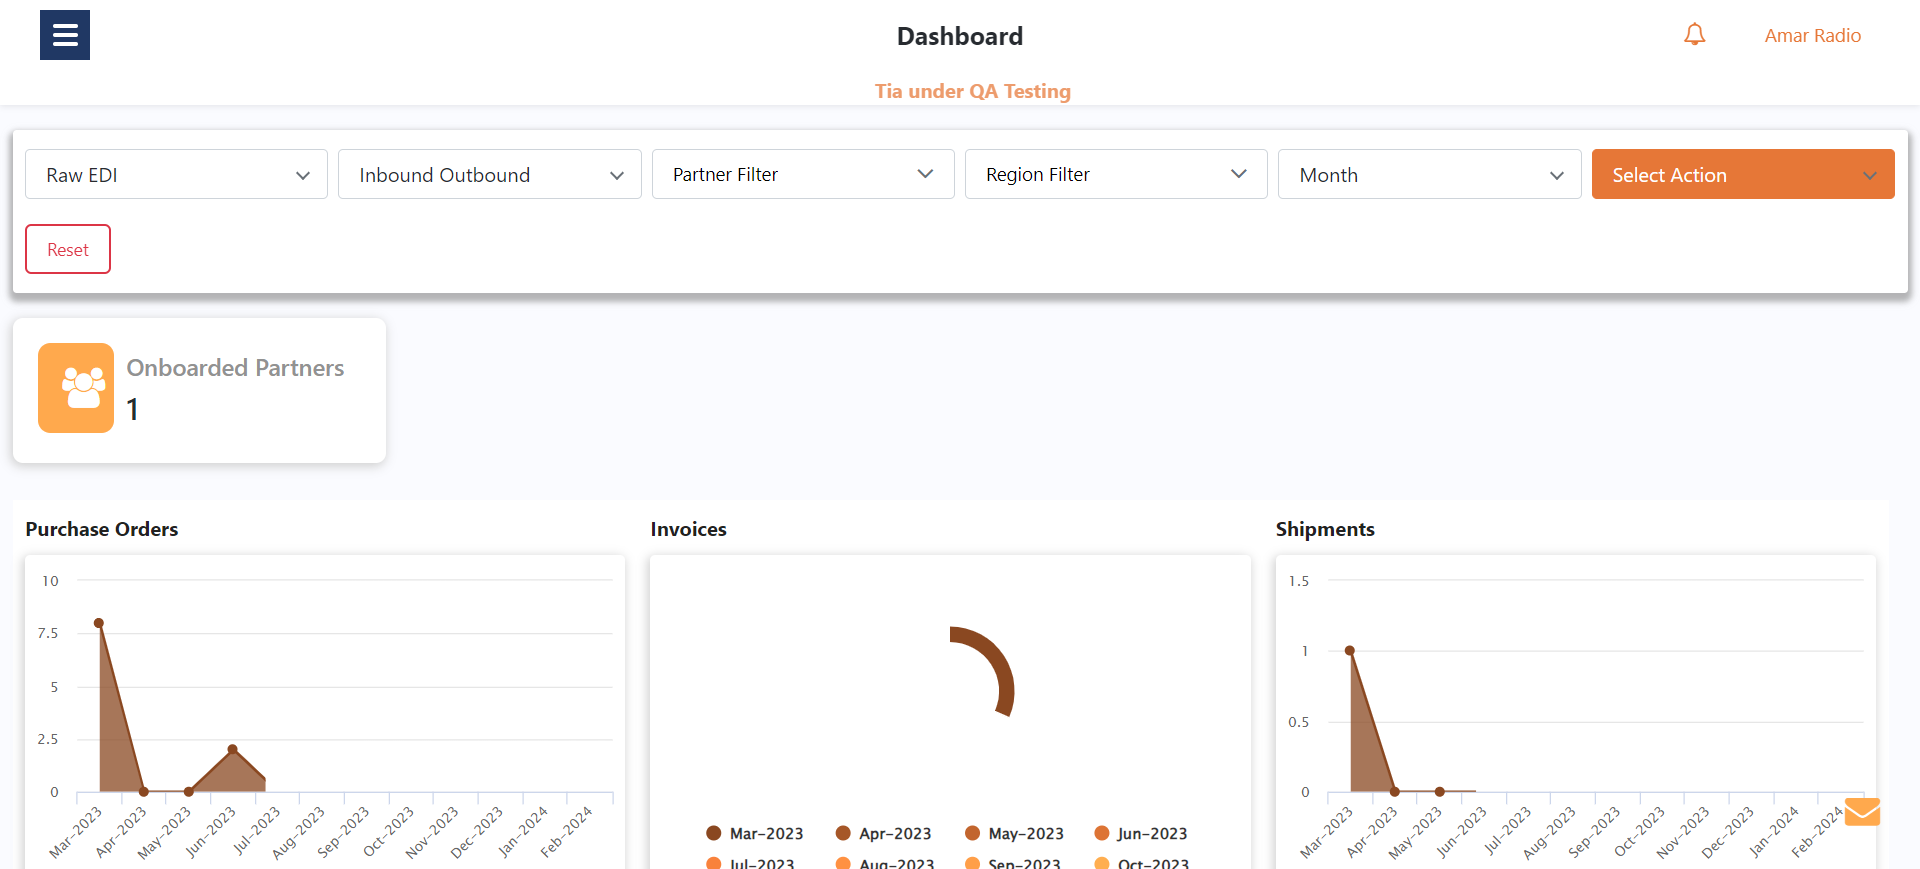 Dashboard
Amar Radio
Tia under QA Testing
Raw EDI
Inbound Outbound
Partner Filter
Region Filter
Month
Select Action
Reset
Onboarded Partners
1
Purchase Orders
10
7.5
5
2.5
0
Mar-2023
Apr-2023
May-2023
Jun-2023
Jul-2023
Aug-2023
Sep-2023
Oct-2023
Nov-2023
Dec-2023
Jan-2024
Feb-2024
Invoices
Mar-2023
Apr-2023
May-2023
Jun-2023
Jul-2023
Aug-2023
Sep-2023
Oct-2023
Shipments
1.5
1
0.5
0
Mar-2023
Apr-2023
May-2023
Jun-2023
Jul-2023
Aug-2023
Sep-2023
Oct-2023
Nov-2023
Dec-2023
Jan-2024
Feb-2024